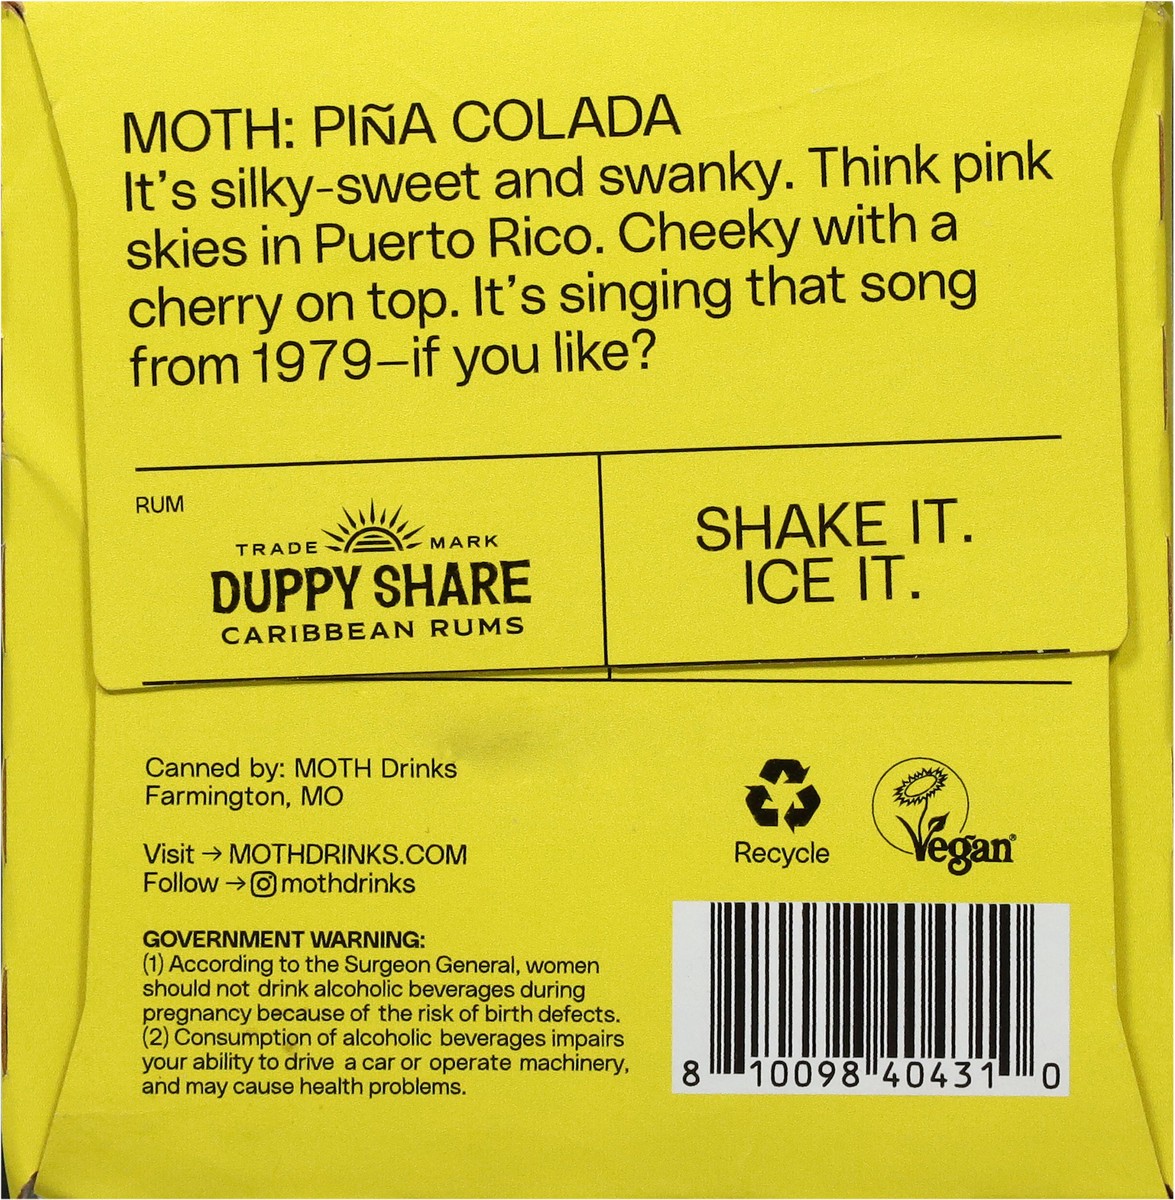 MOTH: PIÑA COLADA
It's silky-sweet and swanky. Think pink
skies in Puerto Rico. Cheeky with a
cherry on top. It's singing that song
from 1979—if you like?
RUM
TRADE MARK
DUPPY SHARE
CARIBBEAN RUMS
SHAKE IT.
ICE IT.
Canned by: MOTH Drinks
Farmington, MO
Visit → MOTHDRINKS.COM
Follow → mothdrinks
Recycle
Vegan®
GOVERNMENT WARNING:
(1) According to the Surgeon General, women
should not drink alcoholic beverages during
pregnancy because of the risk of birth defects.
(2) Consumption of alcoholic beverages impairs
your ability to drive a car or operate machinery,
and may cause health problems.
8 10098 40431 0